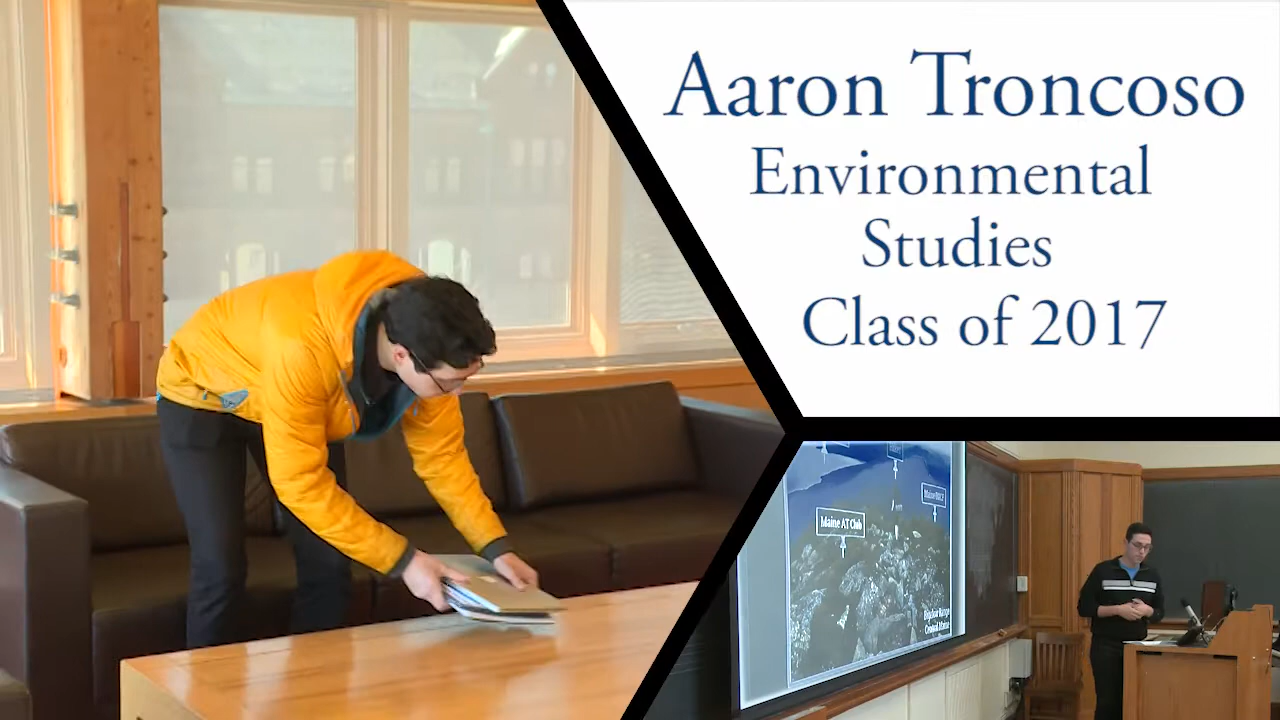 Aaron Troncoso
Environmental
Studies
Class of 2017
Maine AT Club